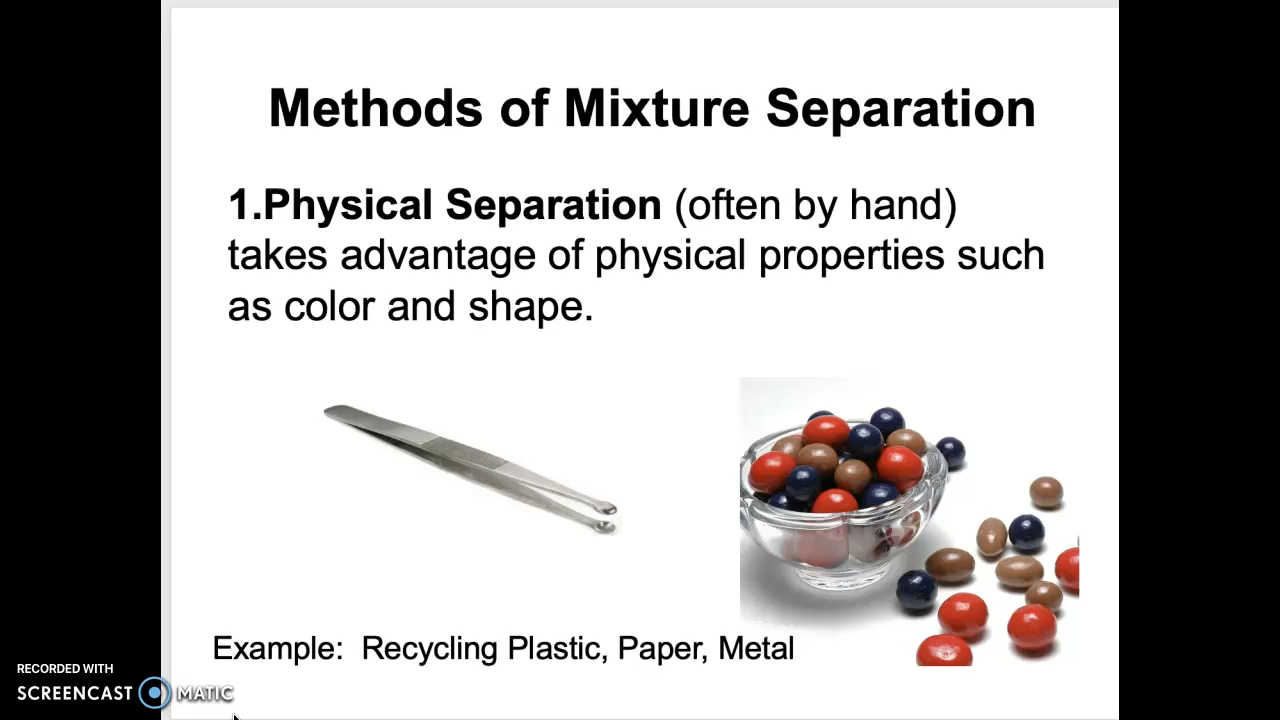 Methods of Mixture Separation
1.Physical Separation (often by hand)
takes advantage of physical properties such
as color and shape.
Example:  Recycling Plastic, Paper, Metal
RECORDED WITH
SCREENCAST MATIC